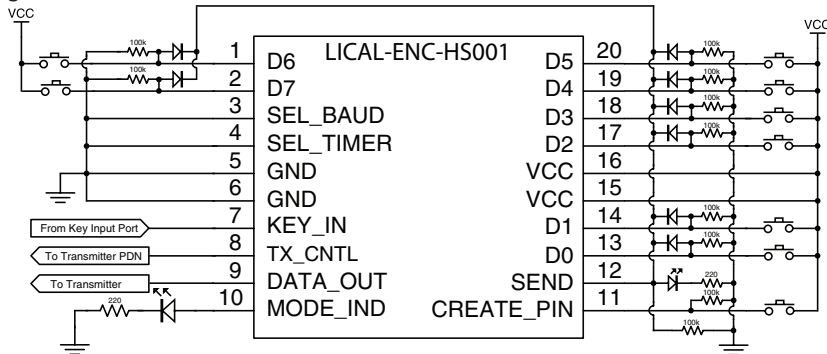 VCC
VCC
LICAL-ENC-HS001
100k
100k
1 D6
2 D7
3 SEL_BAUD
4 SEL_TIMER
5 GND
6 GND
7 KEY_IN
8 TX_CNTL
9 DATA_OUT
10 MODE_IND
From Key Input Port
To Transmitter PDN
To Transmitter
220
D5 20
D4 19
D3 18
D2 17
VCC 16
VCC 15
D1 14
D0 13
SEND 12
CREATE_PIN 11
100k
100k
100k
100k
100k
100k
220
100k
100k